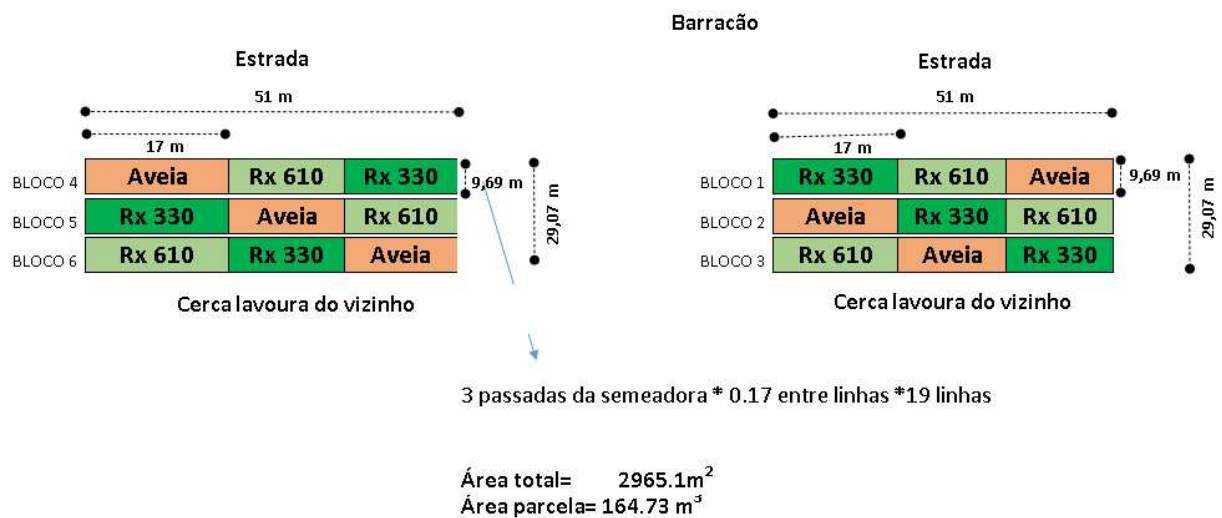 Barracão
Estrada
51 m
17 m
BLOCO 4 Aveia Rx 610 Rx 330 9,69 m
BLOCO 5 Rx 330 Aveia Rx 610
BLOCO 6 Rx 610 Rx 330 Aveia
29,07 m
Cerca lavoura do vizinho
Estrada
51 m
17 m
BLOCO 1 Rx 330 Rx 610 Aveia 9,69 m
BLOCO 2 Aveia Rx 330 Rx 610
BLOCO 3 Rx 610 Aveia Rx 330
29,07 m
Cerca lavoura do vizinho
3 passadas da semeadora * 0.17 entre linhas *19 linhas
Área total= 2965.1m²
Área parcela= 164.73 m³